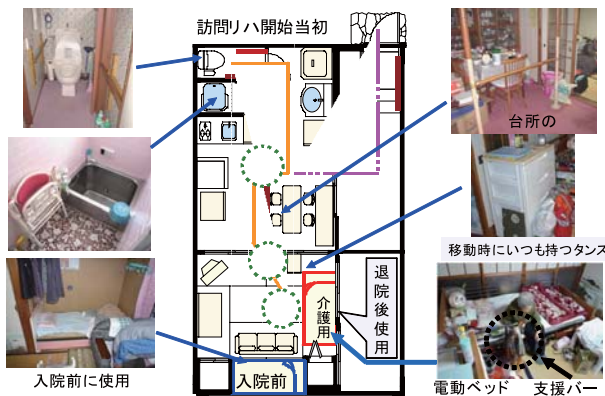 訪問リハ開始当初
台所の
移動時にいつも持つタンス
退院後使用
介護用
入院前
入院前に使用
電動ベッド
支援バー